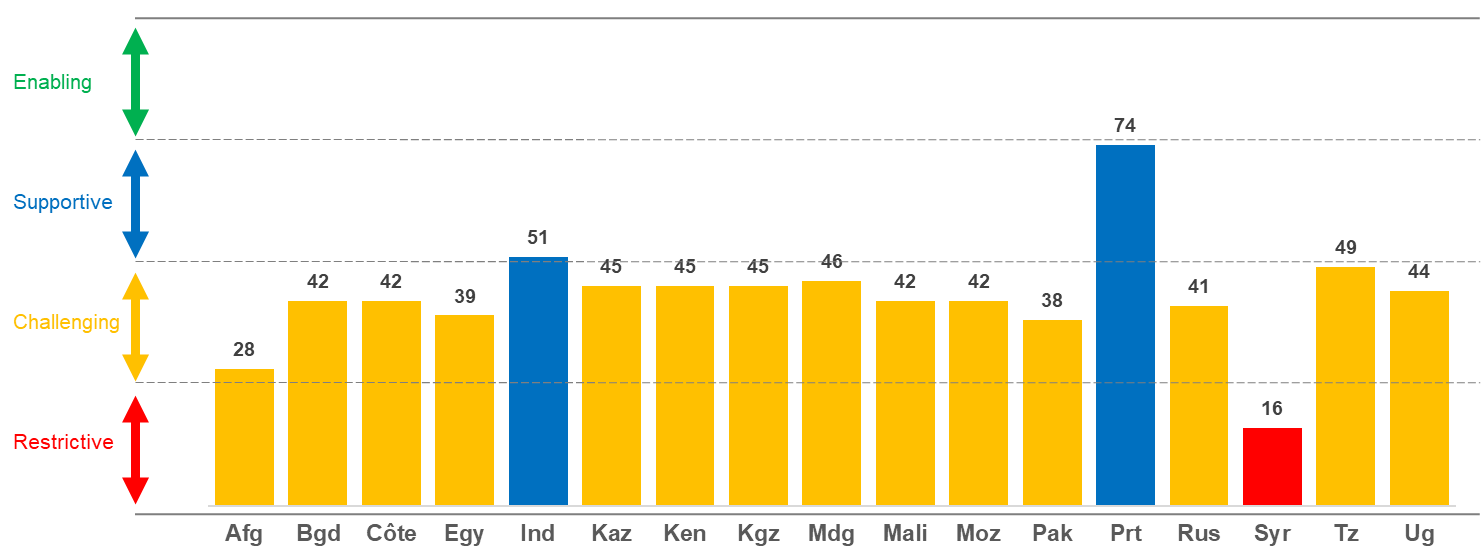 Enabling
Supportive
Challenging
Restrictive
28 42 42 39 51 45 45 45 46 42 42 38 74 41 16 49 44
Afg Bgd Côte Egy Ind Kaz Ken Kgz Mdg Mali Moz Pak Prt Rus Syr Tz Ug